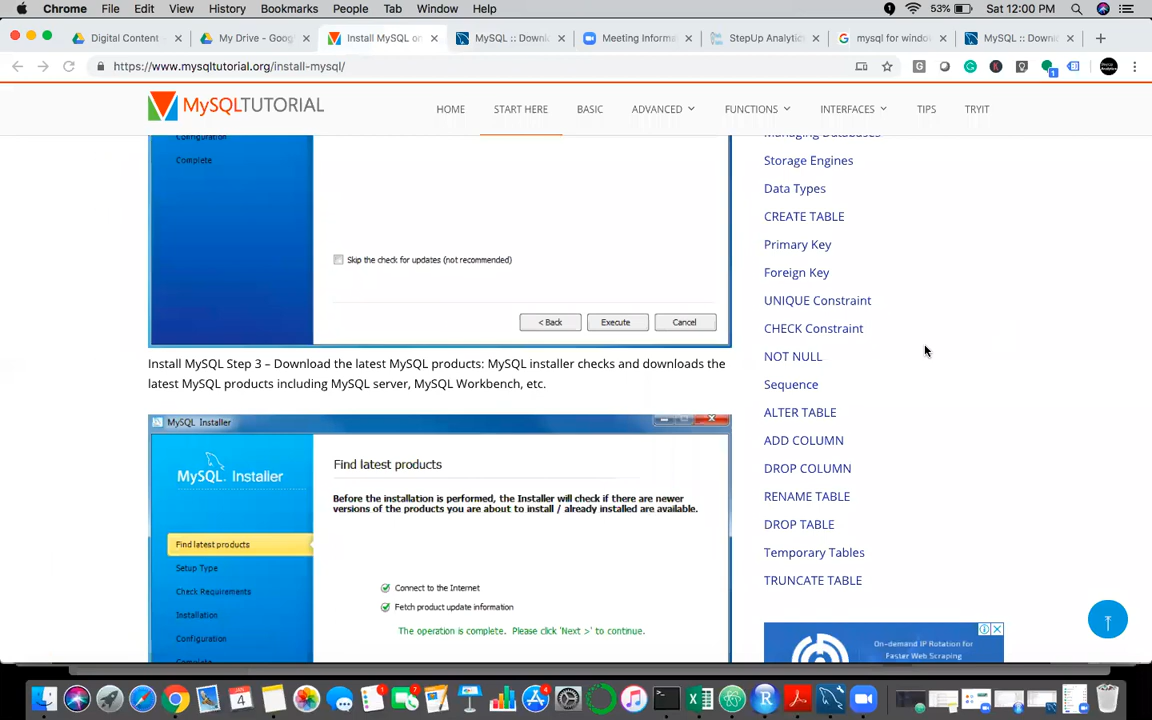 Chrome File Edit View History Bookmarks People Tab Window Help
1 53% Sat 12:00 PM
Digital Content - My Drive - Goog Install MySQL on MySQL :: Downl Meeting Informa StepUp Analytic mysql for windo MySQL :: Downl
https://www.mysqltutorial.org/install-mysql/
MySQLTUTORIAL
HOME START HERE BASIC ADVANCED FUNCTIONS INTERFACES TIPS TRYIT
Configuration
Complete
Skip the check for updates (not recommended)
< Back Execute Cancel
Install MySQL Step 3 – Download the latest MySQL products: MySQL installer checks and downloads the
latest MySQL products including MySQL server, MySQL Workbench, etc.
MySQL Installer
MySQL. Installer
Find latest products
Setup Type
Check Requirements
Installation
Configuration
Find latest products
Before the installation is performed, the Installer will check if there are newer
versions of the products you are about to install / already installed are available.
Connect to the Internet
Fetch product update information
The operation is complete. Please click 'Next >' to continue.
Managing Databases
Storage Engines
Data Types
CREATE TABLE
Primary Key
Foreign Key
UNIQUE Constraint
CHECK Constraint
NOT NULL
Sequence
ALTER TABLE
ADD COLUMN
DROP COLUMN
RENAME TABLE
DROP TABLE
Temporary Tables
TRUNCATE TABLE
On-demand IP Rotation for
Faster Web Scraping